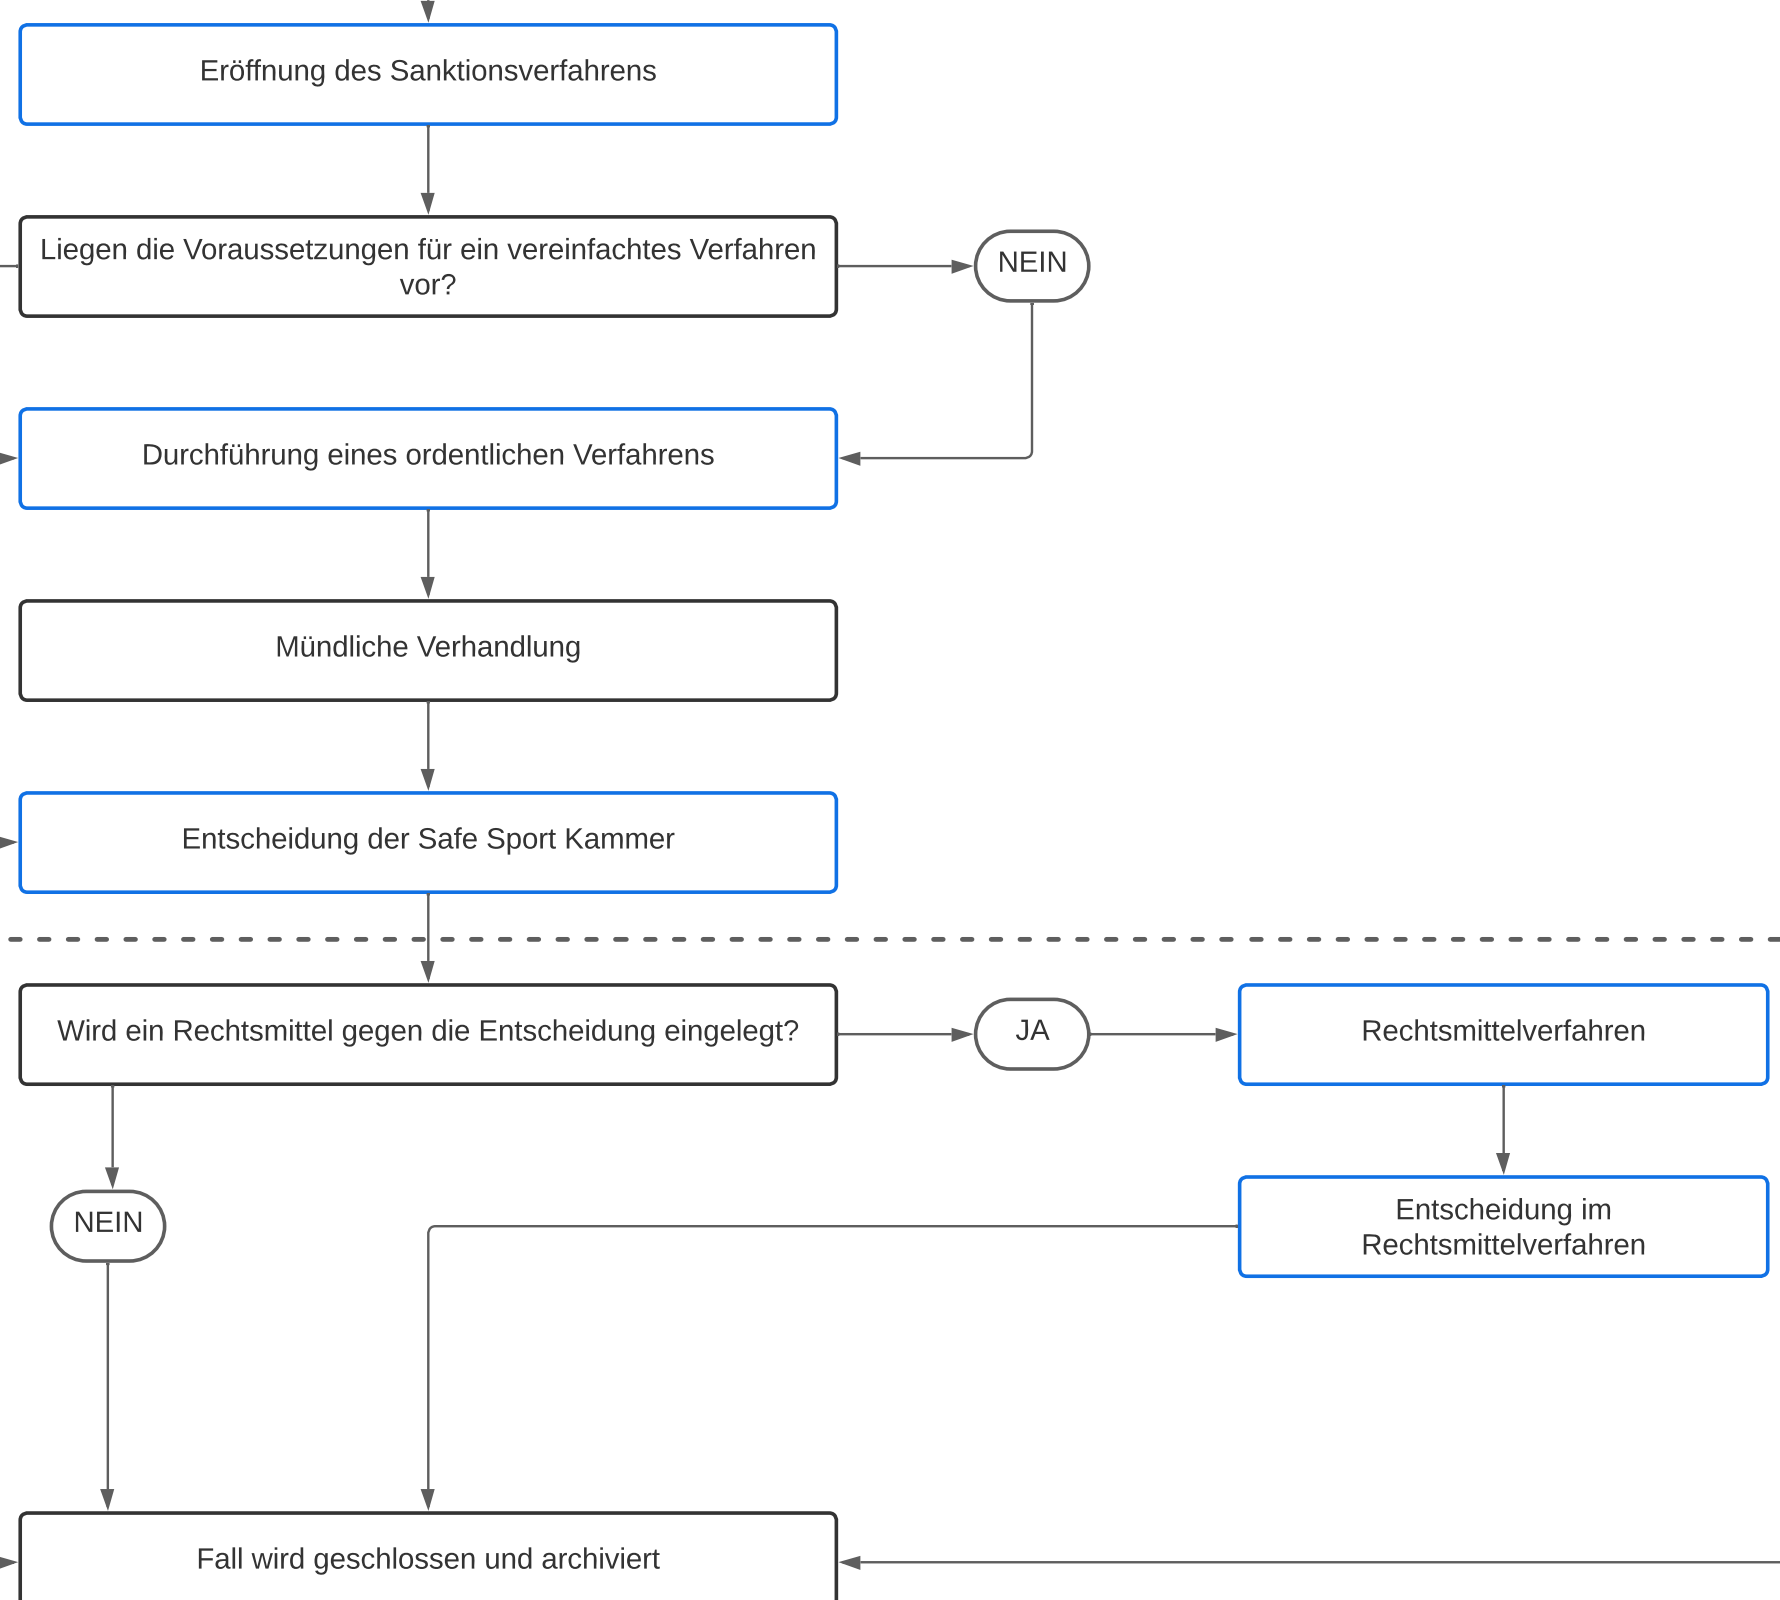 Eröffnung des Sanktionsverfahrens
Liegen die Voraussetzungen für ein vereinfachtes Verfahren
vor?
NEIN
Durchführung eines ordentlichen Verfahrens
Mündliche Verhandlung
Entscheidung der Safe Sport Kammer
Wird ein Rechtsmittel gegen die Entscheidung eingelegt?
JA
Rechtsmittelverfahren
NEIN
Entscheidung im
Rechtsmittelverfahren
Fall wird geschlossen und archiviert